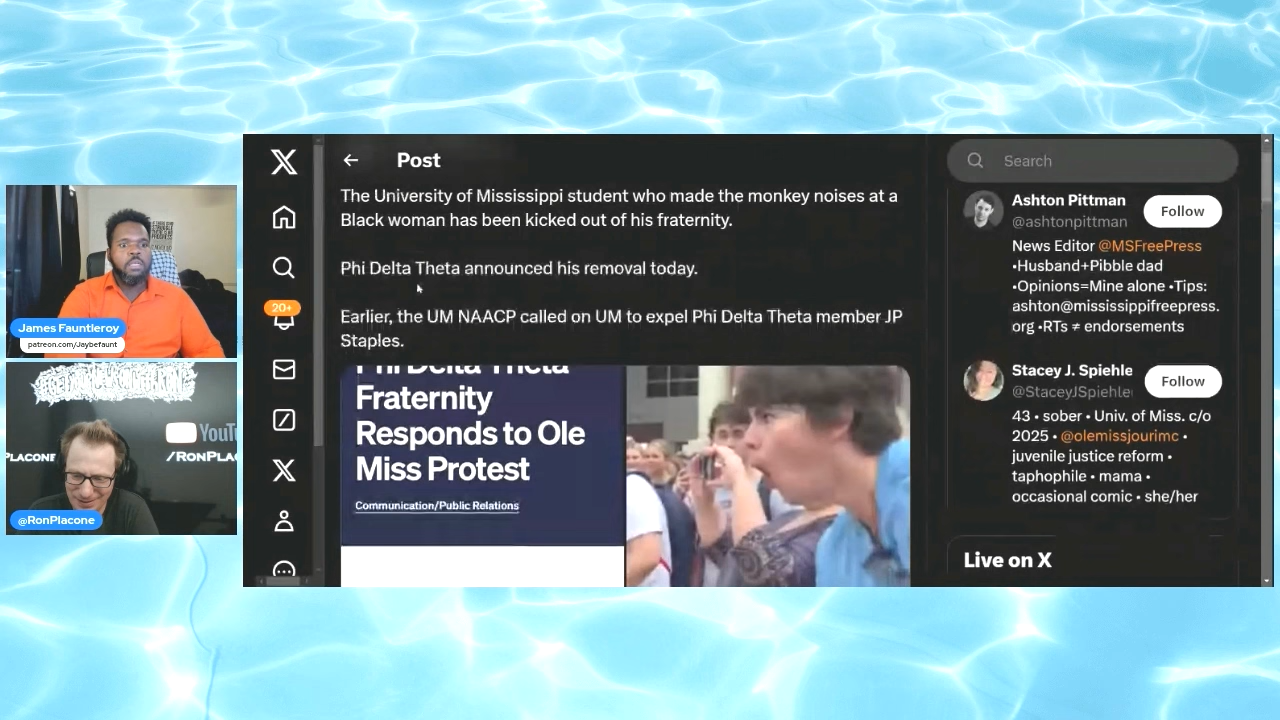 James Fauntleroy
patreon.com/Jaybefaunt
PLACONE
YouTu
/RONPLAC
@RonPlacone
Post
The University of Mississippi student who made the monkey noises at a
Black woman has been kicked out of his fraternity.
Phi Delta Theta announced his removal today.
Earlier, the UM NAACP called on UM to expel Phi Delta Theta member JP
Staples.
Phi Delta Theta
Fraternity
Responds to Ole
Miss Protest
Communication/Public Relations
20+
Search
Ashton Pittman
@ashtonpittman
Follow
News Editor @MSFreePress
•Husband+Pibble dad
•Opinions=Mine alone •Tips:
ashton@mississippifreepress.
org •RTs ≠ endorsements
Stacey J. Spiehle
@StaceyJSpiehle
Follow
43 • sober • Univ. of Miss. c/o
2025 • @olemissjourimc •
juvenile justice reform •
taphophile • mama •
occasional comic • she/her
Live on X